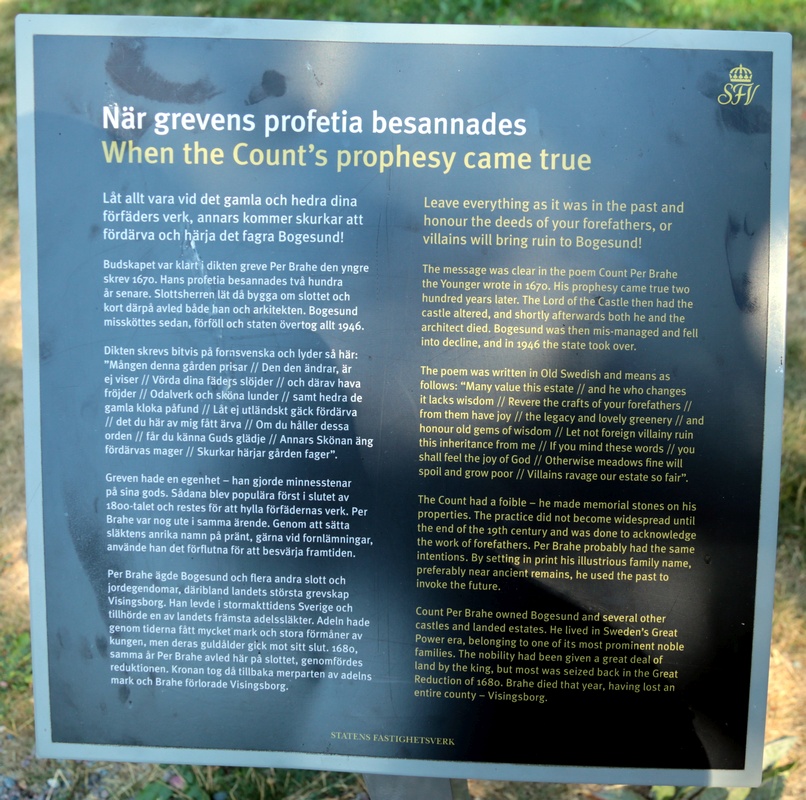 SFV
När grevens profetia besannades
When the Count's prophesy came true
Låt allt vara vid det gamla och hedra dina
förfäders verk, annars kommer skurkar att
fördärva och härja det fagra Bogesund!
Budskapet var klart i dikten greve Per Brahe den yngre
skrev 1670. Hans profetia besannades två hundra
år senare. Slottsherren lät då bygga om slottet och
kort därpå avled både han och arkitekten. Bogesund
missköttes sedan, förföll och staten övertog allt 1946.
Dikten skrevs bitvis på fornsvenska och lyder så här:
"Mången denna gården prisar // Den den ändrar, är
ej viser // Vörda dina fäders slöjder // och därav hava
fröjder // Odalverk och sköna lunder // samt hedra de
gamla kloka påfund // Låt ej utländskt gäck fördärva
// det du här av mig fått ärva // Om du håller dessa
orden // får du känna Guds glädje // Annars Skönan äng
fördärvas mager // Skurkar härjar gården fager".
Greven hade en egenhet – han gjorde minnesstenar
på sina gods. Sådana blev populära först i slutet av
1800-talet och restes för att hylla förfädernas verk. Per
Brahe var nog ute i samma ärende. Genom att sätta
släktens anrika namn på pränt, gärna vid fornlämningar,
använde han det förflutna för att besvärja framtiden.
Per Brahe ägde Bogesund och flera andra slott och
jordegendomar, däribland landets största grevskap
Visingsborg. Han levde i stormakttidens Sverige och
tillhörde en av landets främsta adelssläkter. Adeln hade
genom tiderna fått mycket mark och stora förmåner av
kungen, men deras guldålder gick mot sitt slut. 1680,
samma år Per Brahe avled här på slottet, genomfördes
reduktionen. Kronan tog då tillbaka merparten av adelns
mark och Brahe förlorade Visingsborg.
Leave everything as it was in the past and
honour the deeds of your forefathers, or
villains will bring ruin to Bogesund!
The message was clear in the poem Count Per Brahe
the Younger wrote in 1670. His prophesy came true two
hundred years later. The Lord of the Castle then had the
castle altered, and shortly afterwards both he and the
architect died. Bogesund was then mis-managed and fell
into decline, and in 1946 the state took over.
The poem was written in Old Swedish and means as
follows: "Many value this estate // and he who changes
it lacks wisdom // Revere the crafts of your forefathers //
from them have joy // the legacy and lovely greenery // and
honour old gems of wisdom // Let not foreign villainy ruin
this inheritance from me // If you mind these words // you
shall feel the joy of God // Otherwise meadows fine will
spoil and grow poor // Villains ravage our estate so fair".
The Count had a foible – he made memorial stones on his
properties. The practice did not become widespread until
the end of the 19th century and was done to acknowledge
the work of forefathers. Per Brahe probably had the same
intentions. By setting in print his illustrious family name,
preferably near ancient remains, he used the past to
invoke the future.
Count Per Brahe owned Bogesund and several other
castles and landed estates. He lived in Sweden's Great
Power era, belonging to one of its most prominent noble
families. The nobility had been given a great deal of
land by the king, but most was seized back in the Great
Reduction of 1680. Brahe died that year, having lost an
entire county – Visingsborg.
STATENS FASTIGHETSVERK